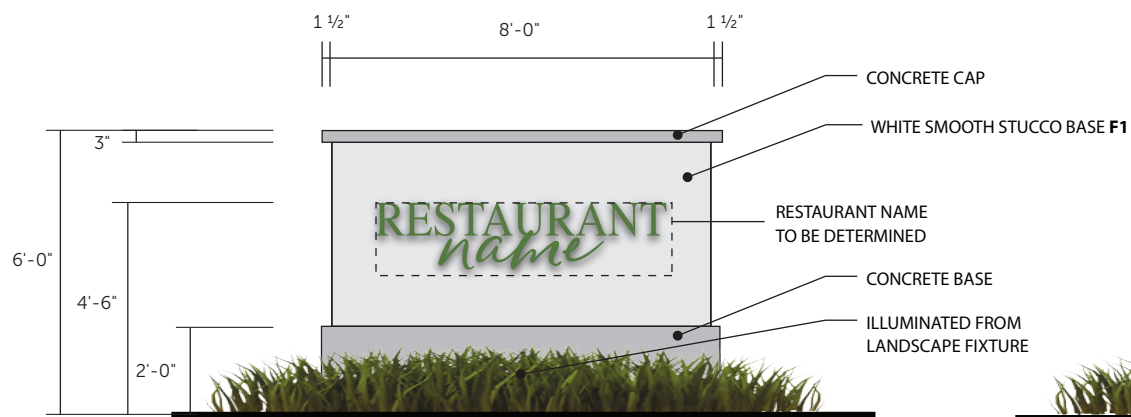 1 ½" 8'-0" 1 ½"
CONCRETE CAP
3"
WHITE SMOOTH STUCCO BASE F1
RESTAURANT
name
RESTAURANT NAME
TO BE DETERMINED
6'-0"
4'-6"
CONCRETE BASE
ILLUMINATED FROM
LANDSCAPE FIXTURE
2'-0"